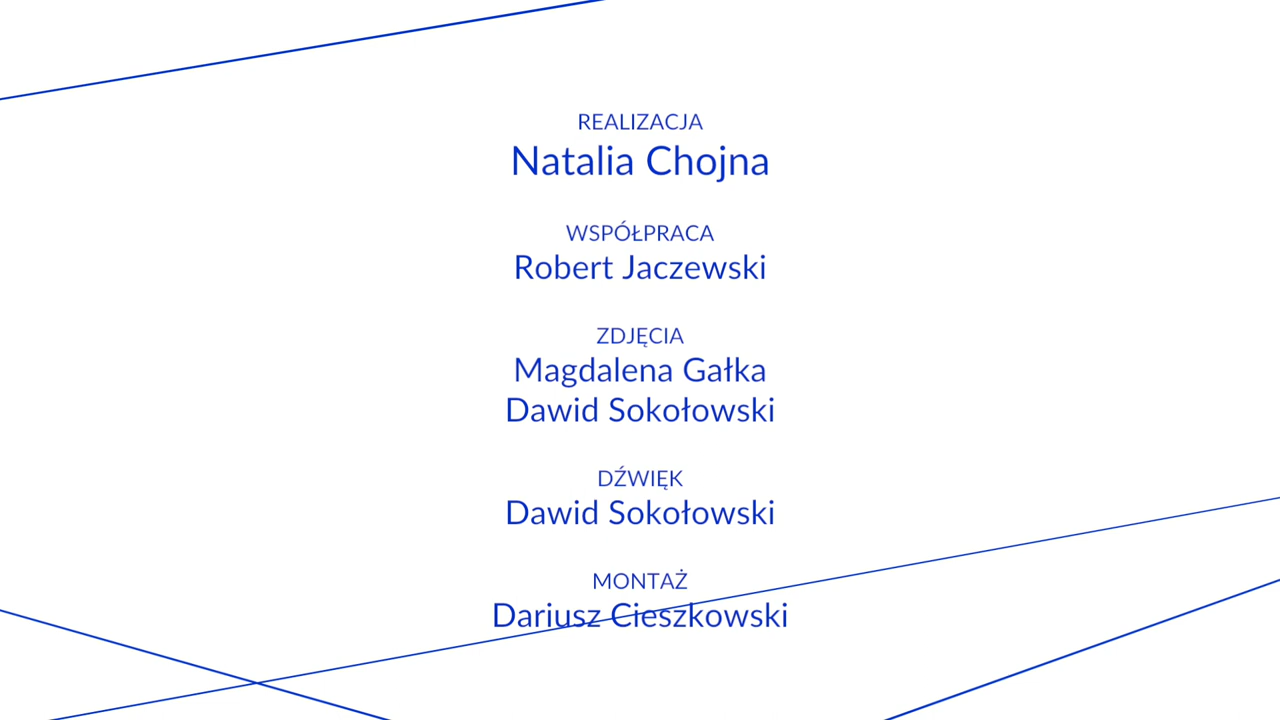 REALIZACJA
Natalia Chojna
WSPÓŁPRACA
Robert Jaczewski
ZDJĘCIA
Magdalena Gałka
Dawid Sokołowski
DŹWIĘK
Dawid Sokołowski
MONTAŻ
Dariusz Cieszkowski